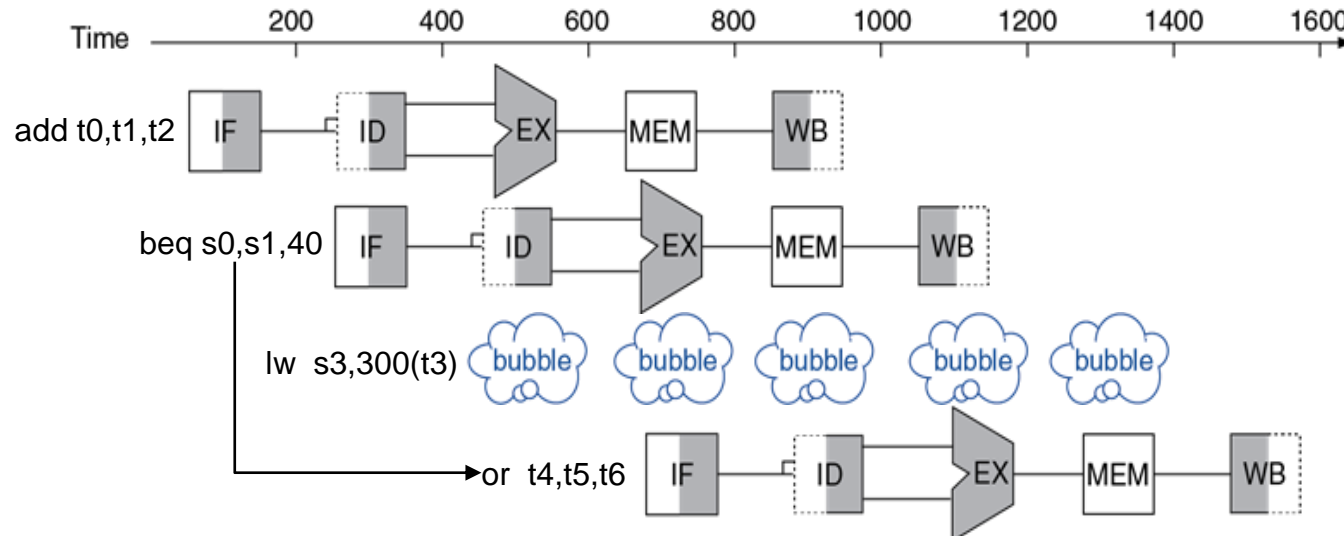 Time 200 400 600 800 1000 1200 1400 1600
add t0,t1,t2 IF ID EX MEM WB
beq s0,s1,40 IF ID EX MEM WB
lw s3,300(t3) bubble bubble bubble bubble bubble
or t4,t5,t6 IF ID EX MEM WB